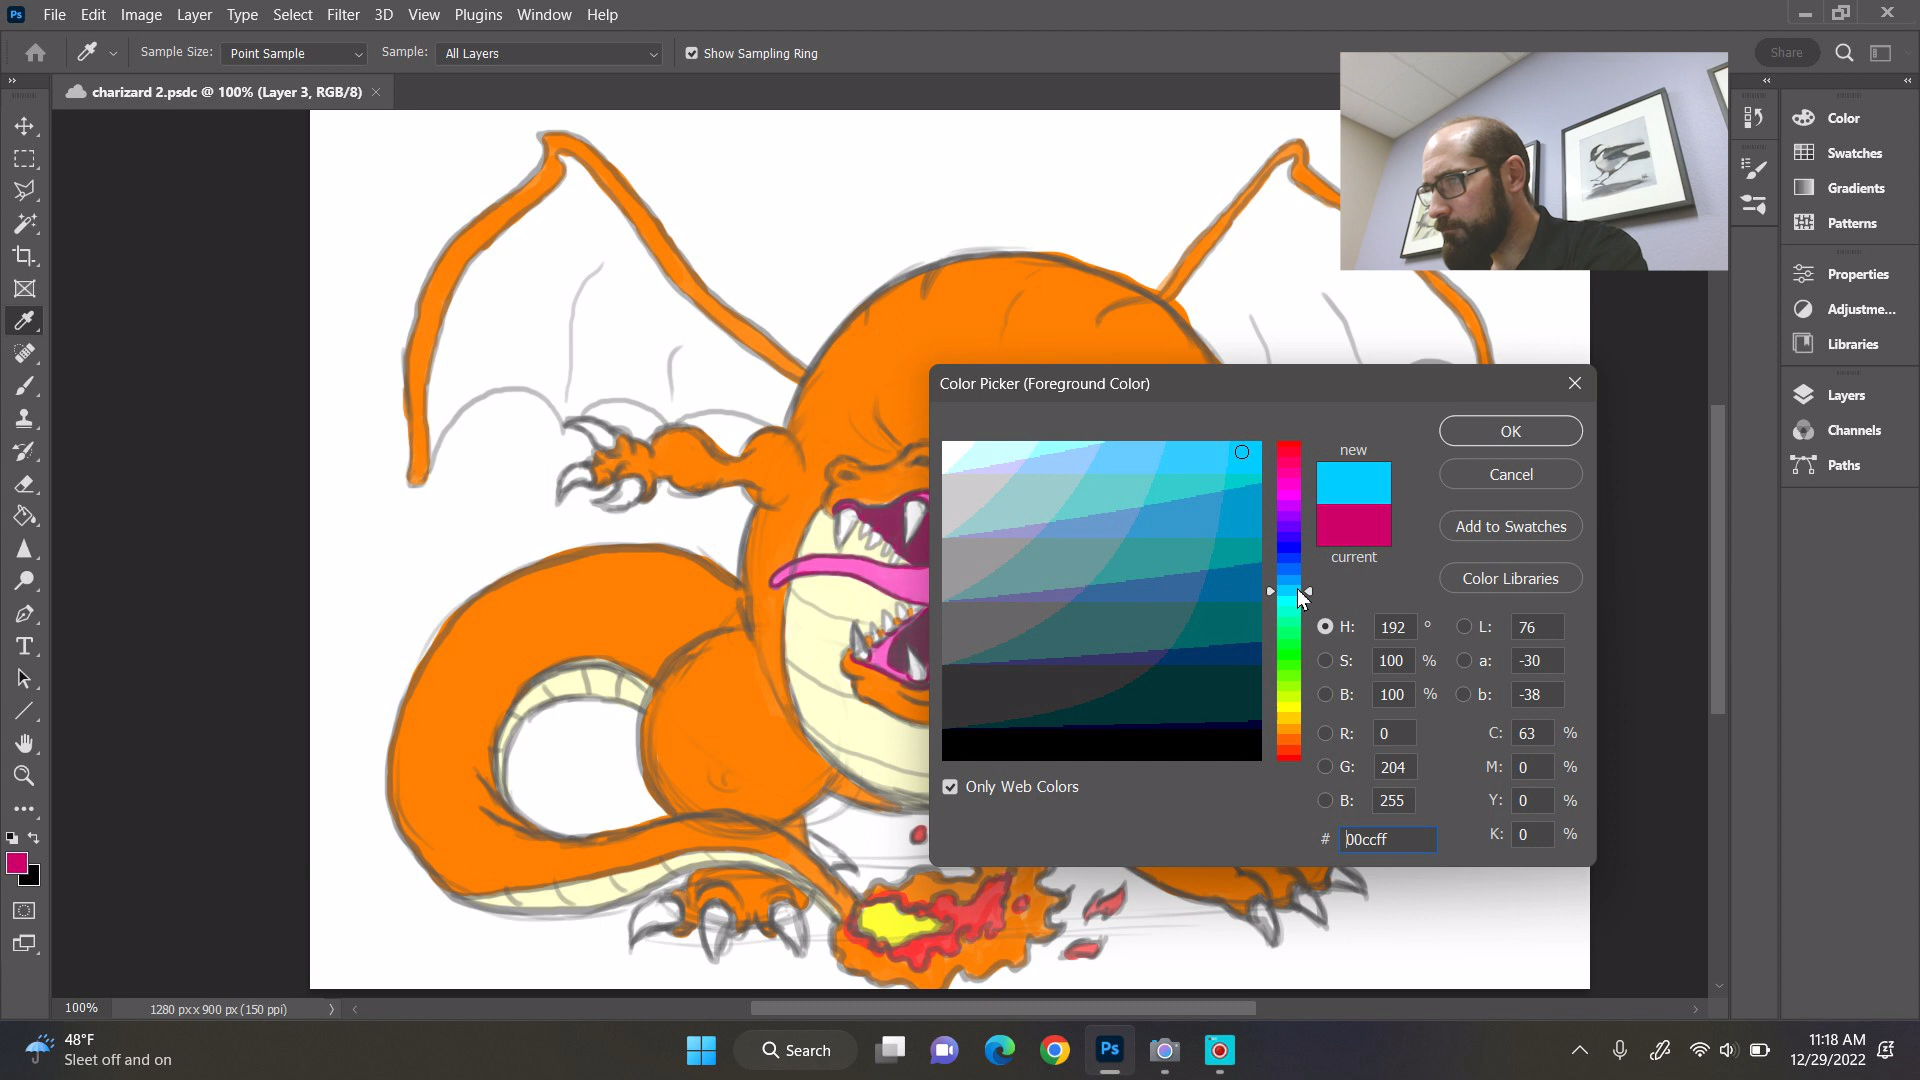 Ps File Edit Image Layer Type Select Filter 3D View Plugins Window Help
Sample Size: Point Sample Sample: All Layers Show Sampling Ring Share
charizard 2.psdc @ 100% (Layer 3, RGB/8)
Color
Swatches
Gradients
Patterns
Properties
Adjustme...
Libraries
Layers
Channels
Paths
Color Picker (Foreground Color)
OK
new
Cancel
Add to Swatches
current
Color Libraries
H: 192 ° L: 76
S: 100 % a: -30
B: 100 % b: -38
R: 0 C: 63 %
G: 204 M: 0 %
B: 255 Y: 0 %
# 00ccff K: 0 %
Only Web Colors
100% 1280 px x 900 px (150 ppi)
48°F
Sleet off and on
Search
Ps
11:18 AM
12/29/2022